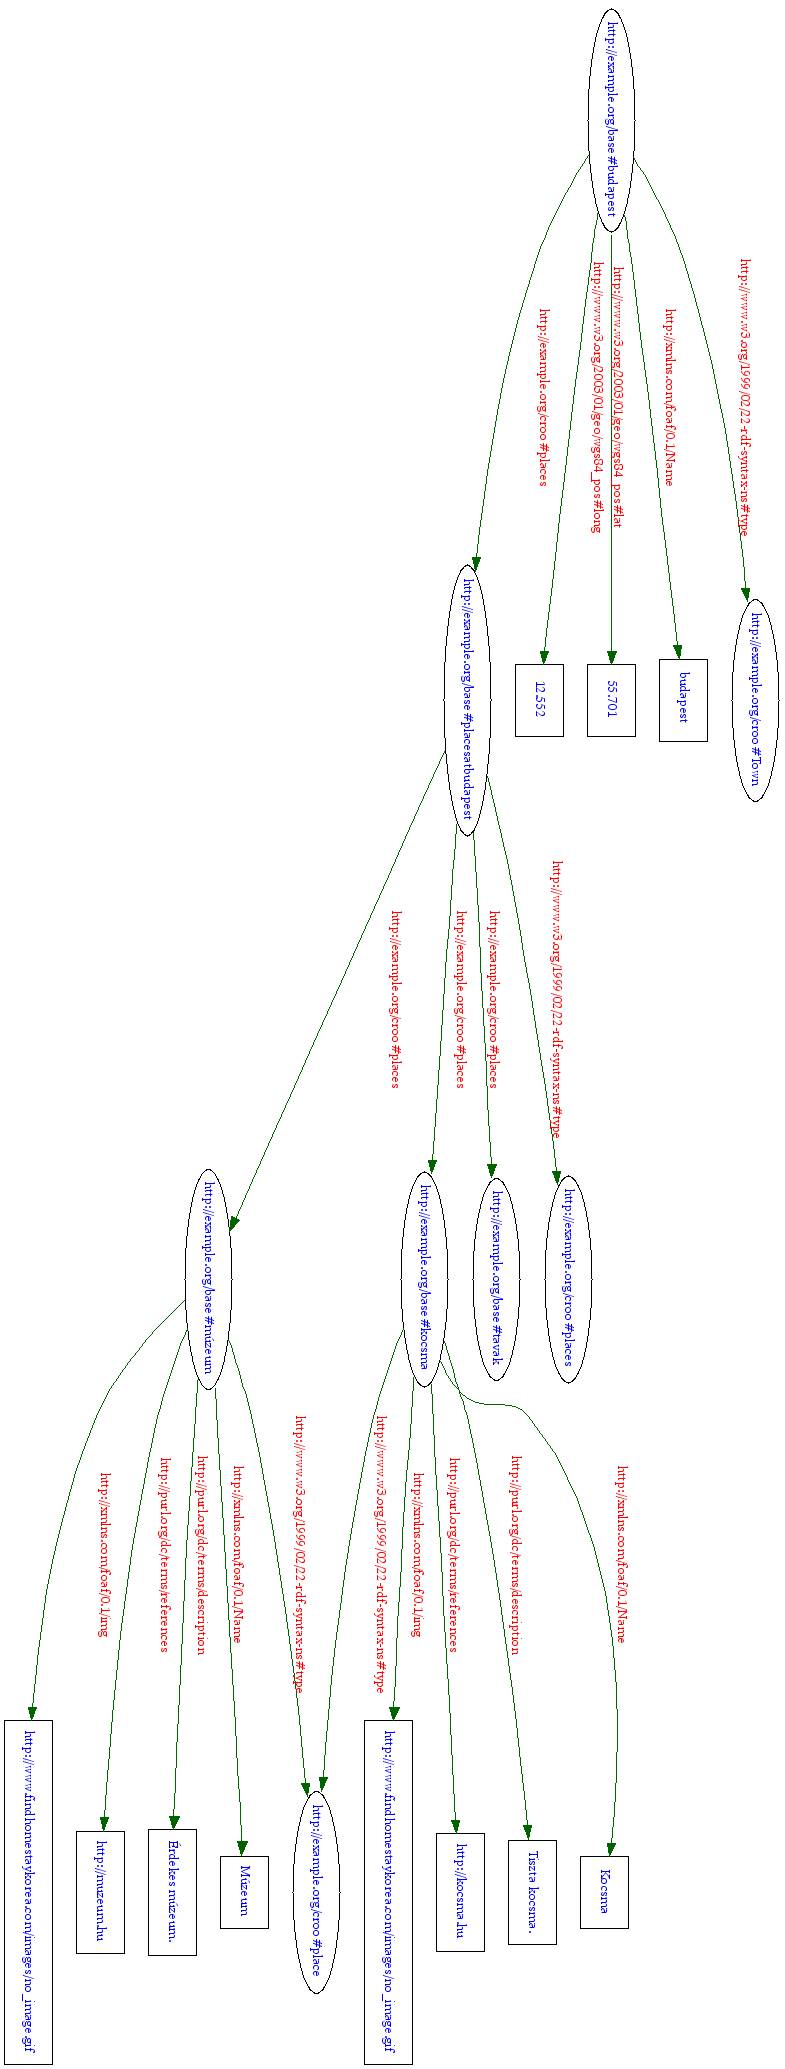 http://example.org/base#budapest
http://www.w3.org/1999/02/22-rdf-syntax-ns#type
http://xmlns.com/foaf/0.1/Name
http://www.w3.org/2003/01/geo/wgs84_pos#lat
http://www.w3.org/2003/01/geo/wgs84_pos#long
http://example.org/croo#places
http://example.org/croo#Town
budapest
55.701
12.552
http://example.org/base#placesatbudapest
http://www.w3.org/1999/02/22-rdf-syntax-ns#type
http://example.org/croo#places
http://example.org/croo#places
http://example.org/croo#places
http://example.org/croo#places
http://example.org/base#tavak
http://example.org/base#kocsma
http://example.org/base#múzeum
http://xmlns.com/foaf/0.1/Name
http://purl.org/dc/terms/description
http://purl.org/dc/terms/references
http://xmlns.com/foaf/0.1/img
http://www.w3.org/1999/02/22-rdf-syntax-ns#type
http://www.w3.org/1999/02/22-rdf-syntax-ns#type
http://xmlns.com/foaf/0.1/Name
http://purl.org/dc/terms/description
http://purl.org/dc/terms/references
http://xmlns.com/foaf/0.1/img
Kocsma
Tiszta kocsma.
http://kocsma.hu
http://www.findhomestaykorea.com/images/no_image.gif
http://example.org/croo#place
Múzeum
Érdekes múzeum.
http://muzeum.hu
http://www.findhomestaykorea.com/images/no_image.gif